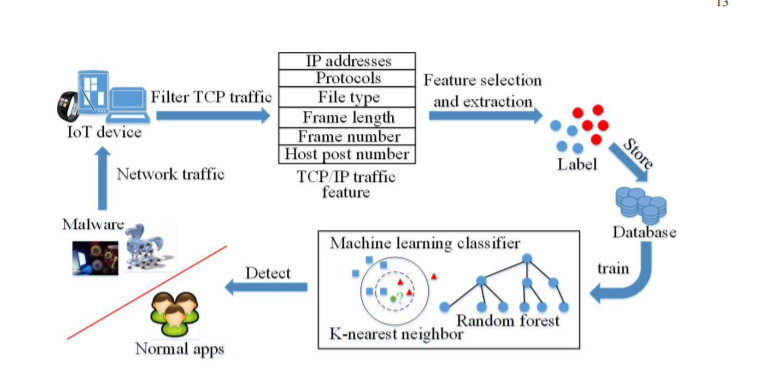 13
IP addresses
Protocols
File type
Frame length
Frame number
Host post number
TCP/IP traffic
feature
Filter TCP traffic
Feature selection
and extraction
IoT device
Label
Store
Network traffic
Database
Malware
Machine learning classifier
train
Detect
?
Random forest
K-nearest neighbor
Normal apps